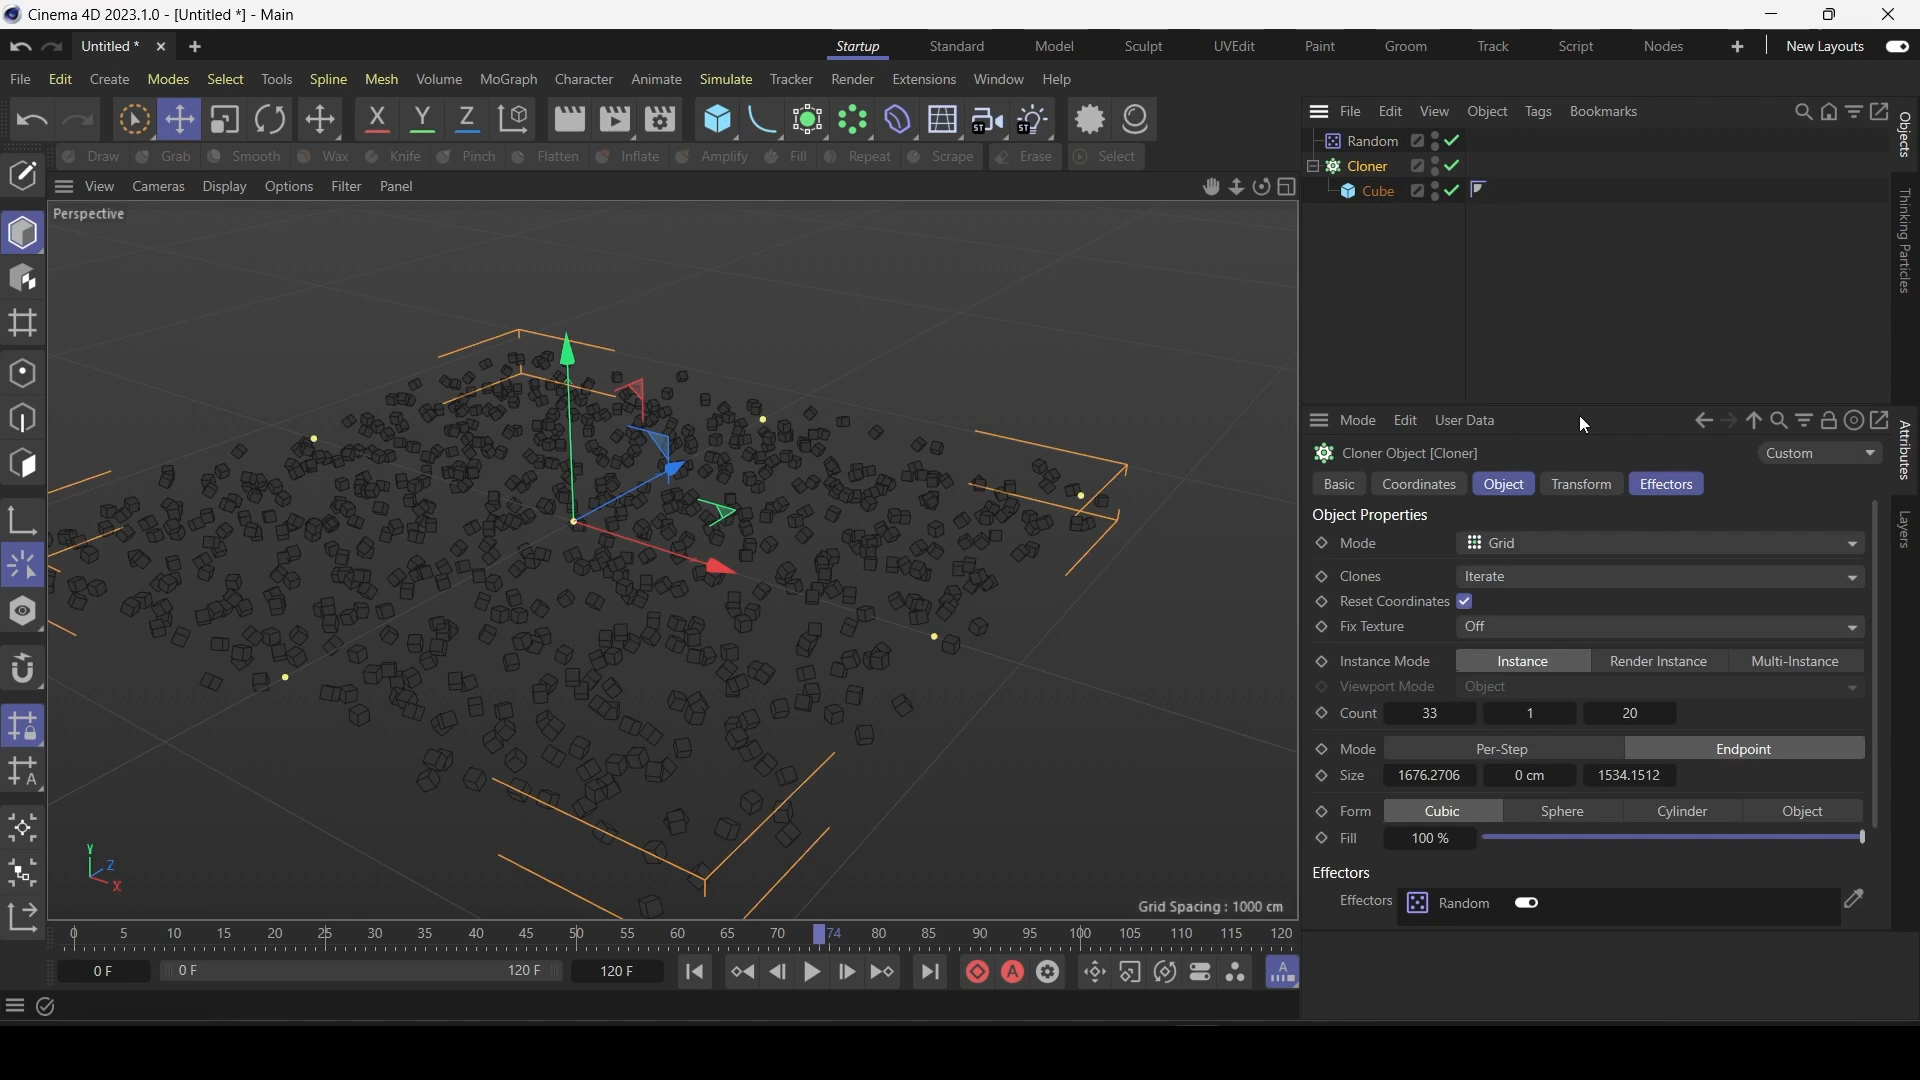 Cinema 4D 2023.1.0 - [Untitled *] - Main
Untitled * × + Startup Standard Model Sculpt UVEdit Paint Groom Track Script Nodes + New Layouts
File Edit Create Modes Select Tools Spline Mesh Volume MoGraph Character Animate Simulate Tracker Render Extensions Window Help
X Y Z ST ST
Draw Grab Smooth Wax Knife Pinch Flatten Inflate Amplify Fill Repeat Scrape Erase Select
View Cameras Display Options Filter Panel
Perspective
Y
Z
X
Grid Spacing : 1000 cm
0 5 10 15 20 25 30 35 40 45 50 55 60 65 70 74 80 85 90 95 100 105 110 115 120
0 F 0 F 120 F 120 F A A
A
File Edit View Object Tags Bookmarks
Random
Cloner
Cube
Objects
Thinking Particles
Mode Edit User Data
Cloner Object [Cloner] Custom
Basic Coordinates Object Transform Effectors
Object Properties
Mode Grid
Clones Iterate
Reset Coordinates
Fix Texture Off
Instance Mode Instance Render Instance Multi-Instance
Viewport Mode Object
Count 33 1 20
Mode Per-Step Endpoint
Size 1676.2706 0 cm 1534.1512
Form Cubic Sphere Cylinder Object
Fill 100 %
Effectors
Effectors Random
Attributes
Layers